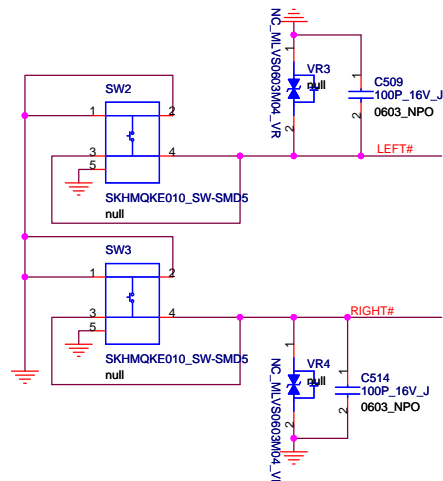 NC_MLVS0603M04_VR
1
VR3
null
2
1
C509
100P_16V_J
0603_NPO
2
LEFT#
SW2
1
2
3
4
5
SKHMQKE010_SW-SMD5
null
SW3
1
2
3
4
5
SKHMQKE010_SW-SMD5
null
RIGHT#
NC_MLVS0603M04_VI
1
VR4
null
2
1
C514
100P_16V_J
0603_NPO
2